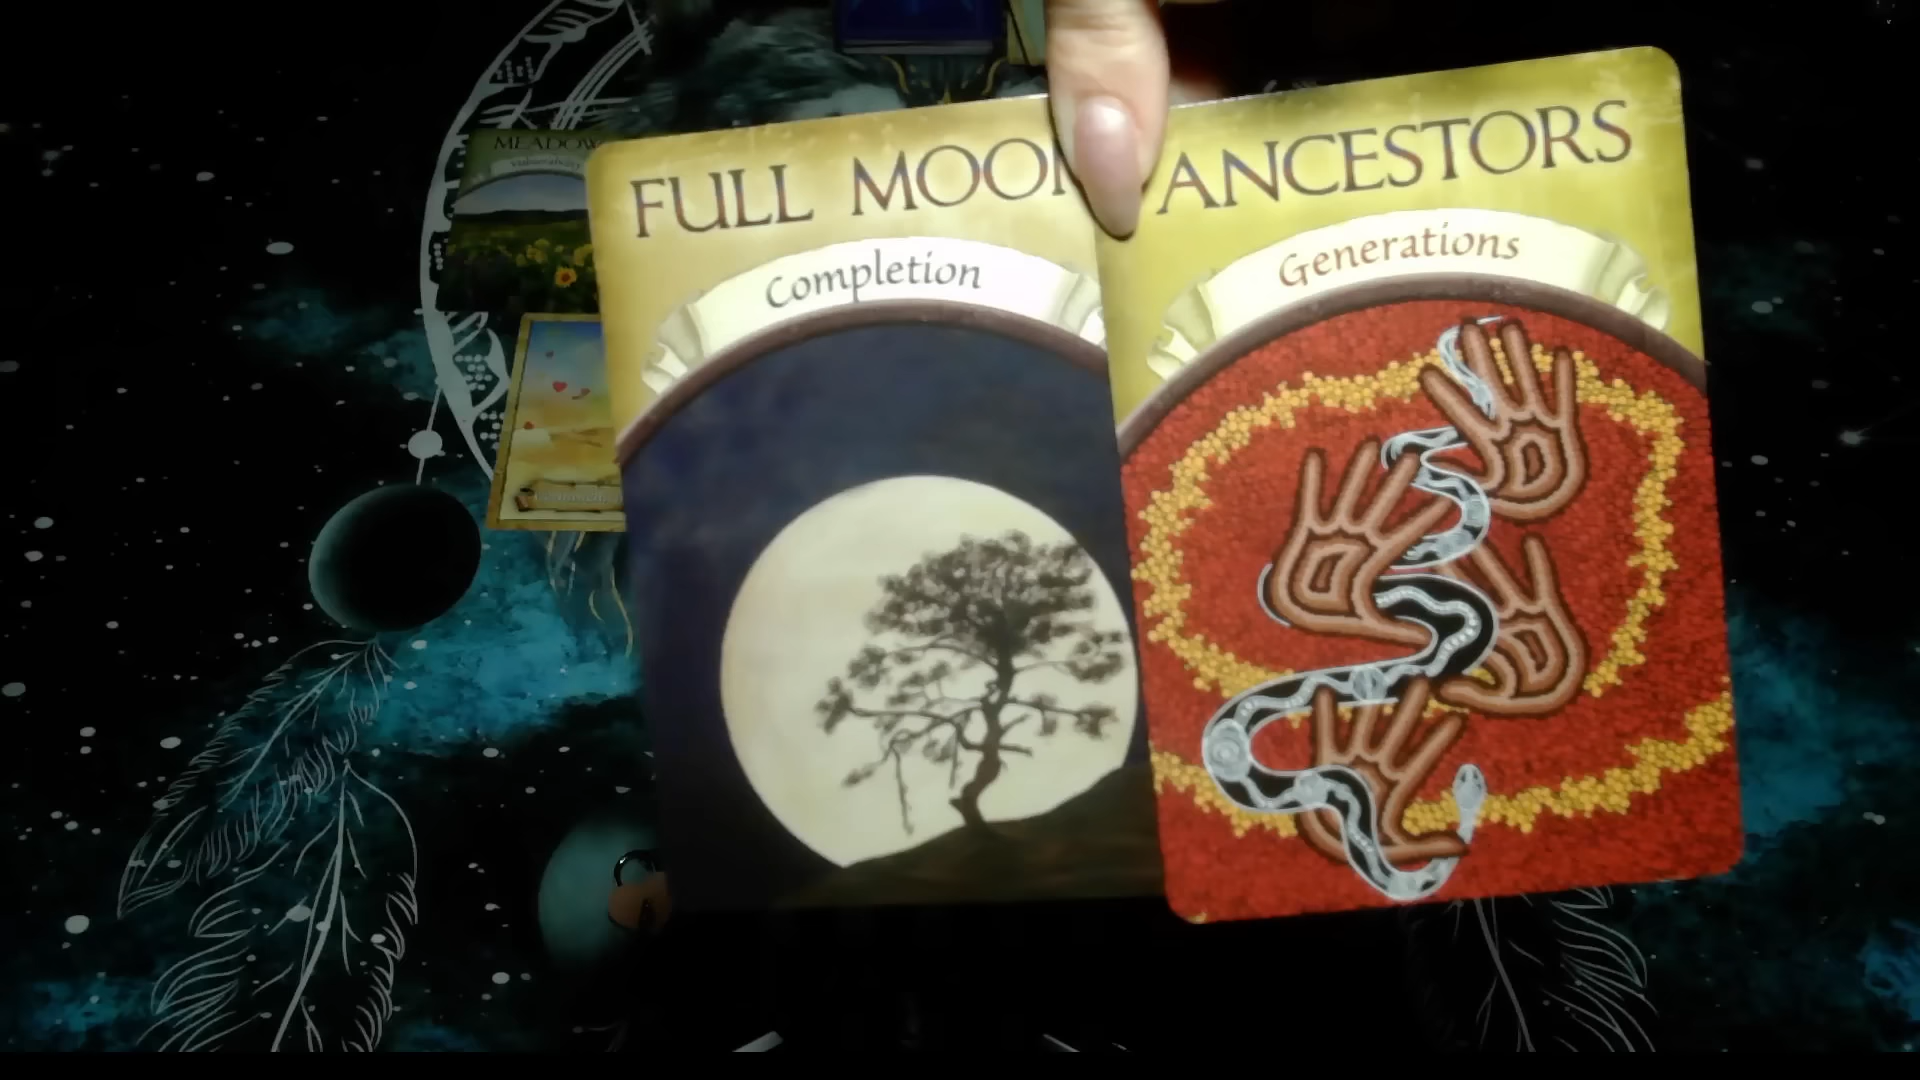 MEADOW
FULL MOON
Completion
ANCESTORS
Generations